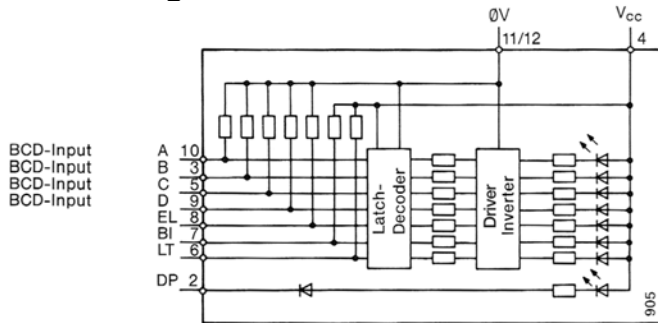 ØV Vcc
11/12 4
BCD-Input A 10
BCD-Input B 3
BCD-Input C 5
BCD-Input D 9
EL 8
BI 7
LT 6
DP 2
Latch-
Decoder
Driver
Inverter
905